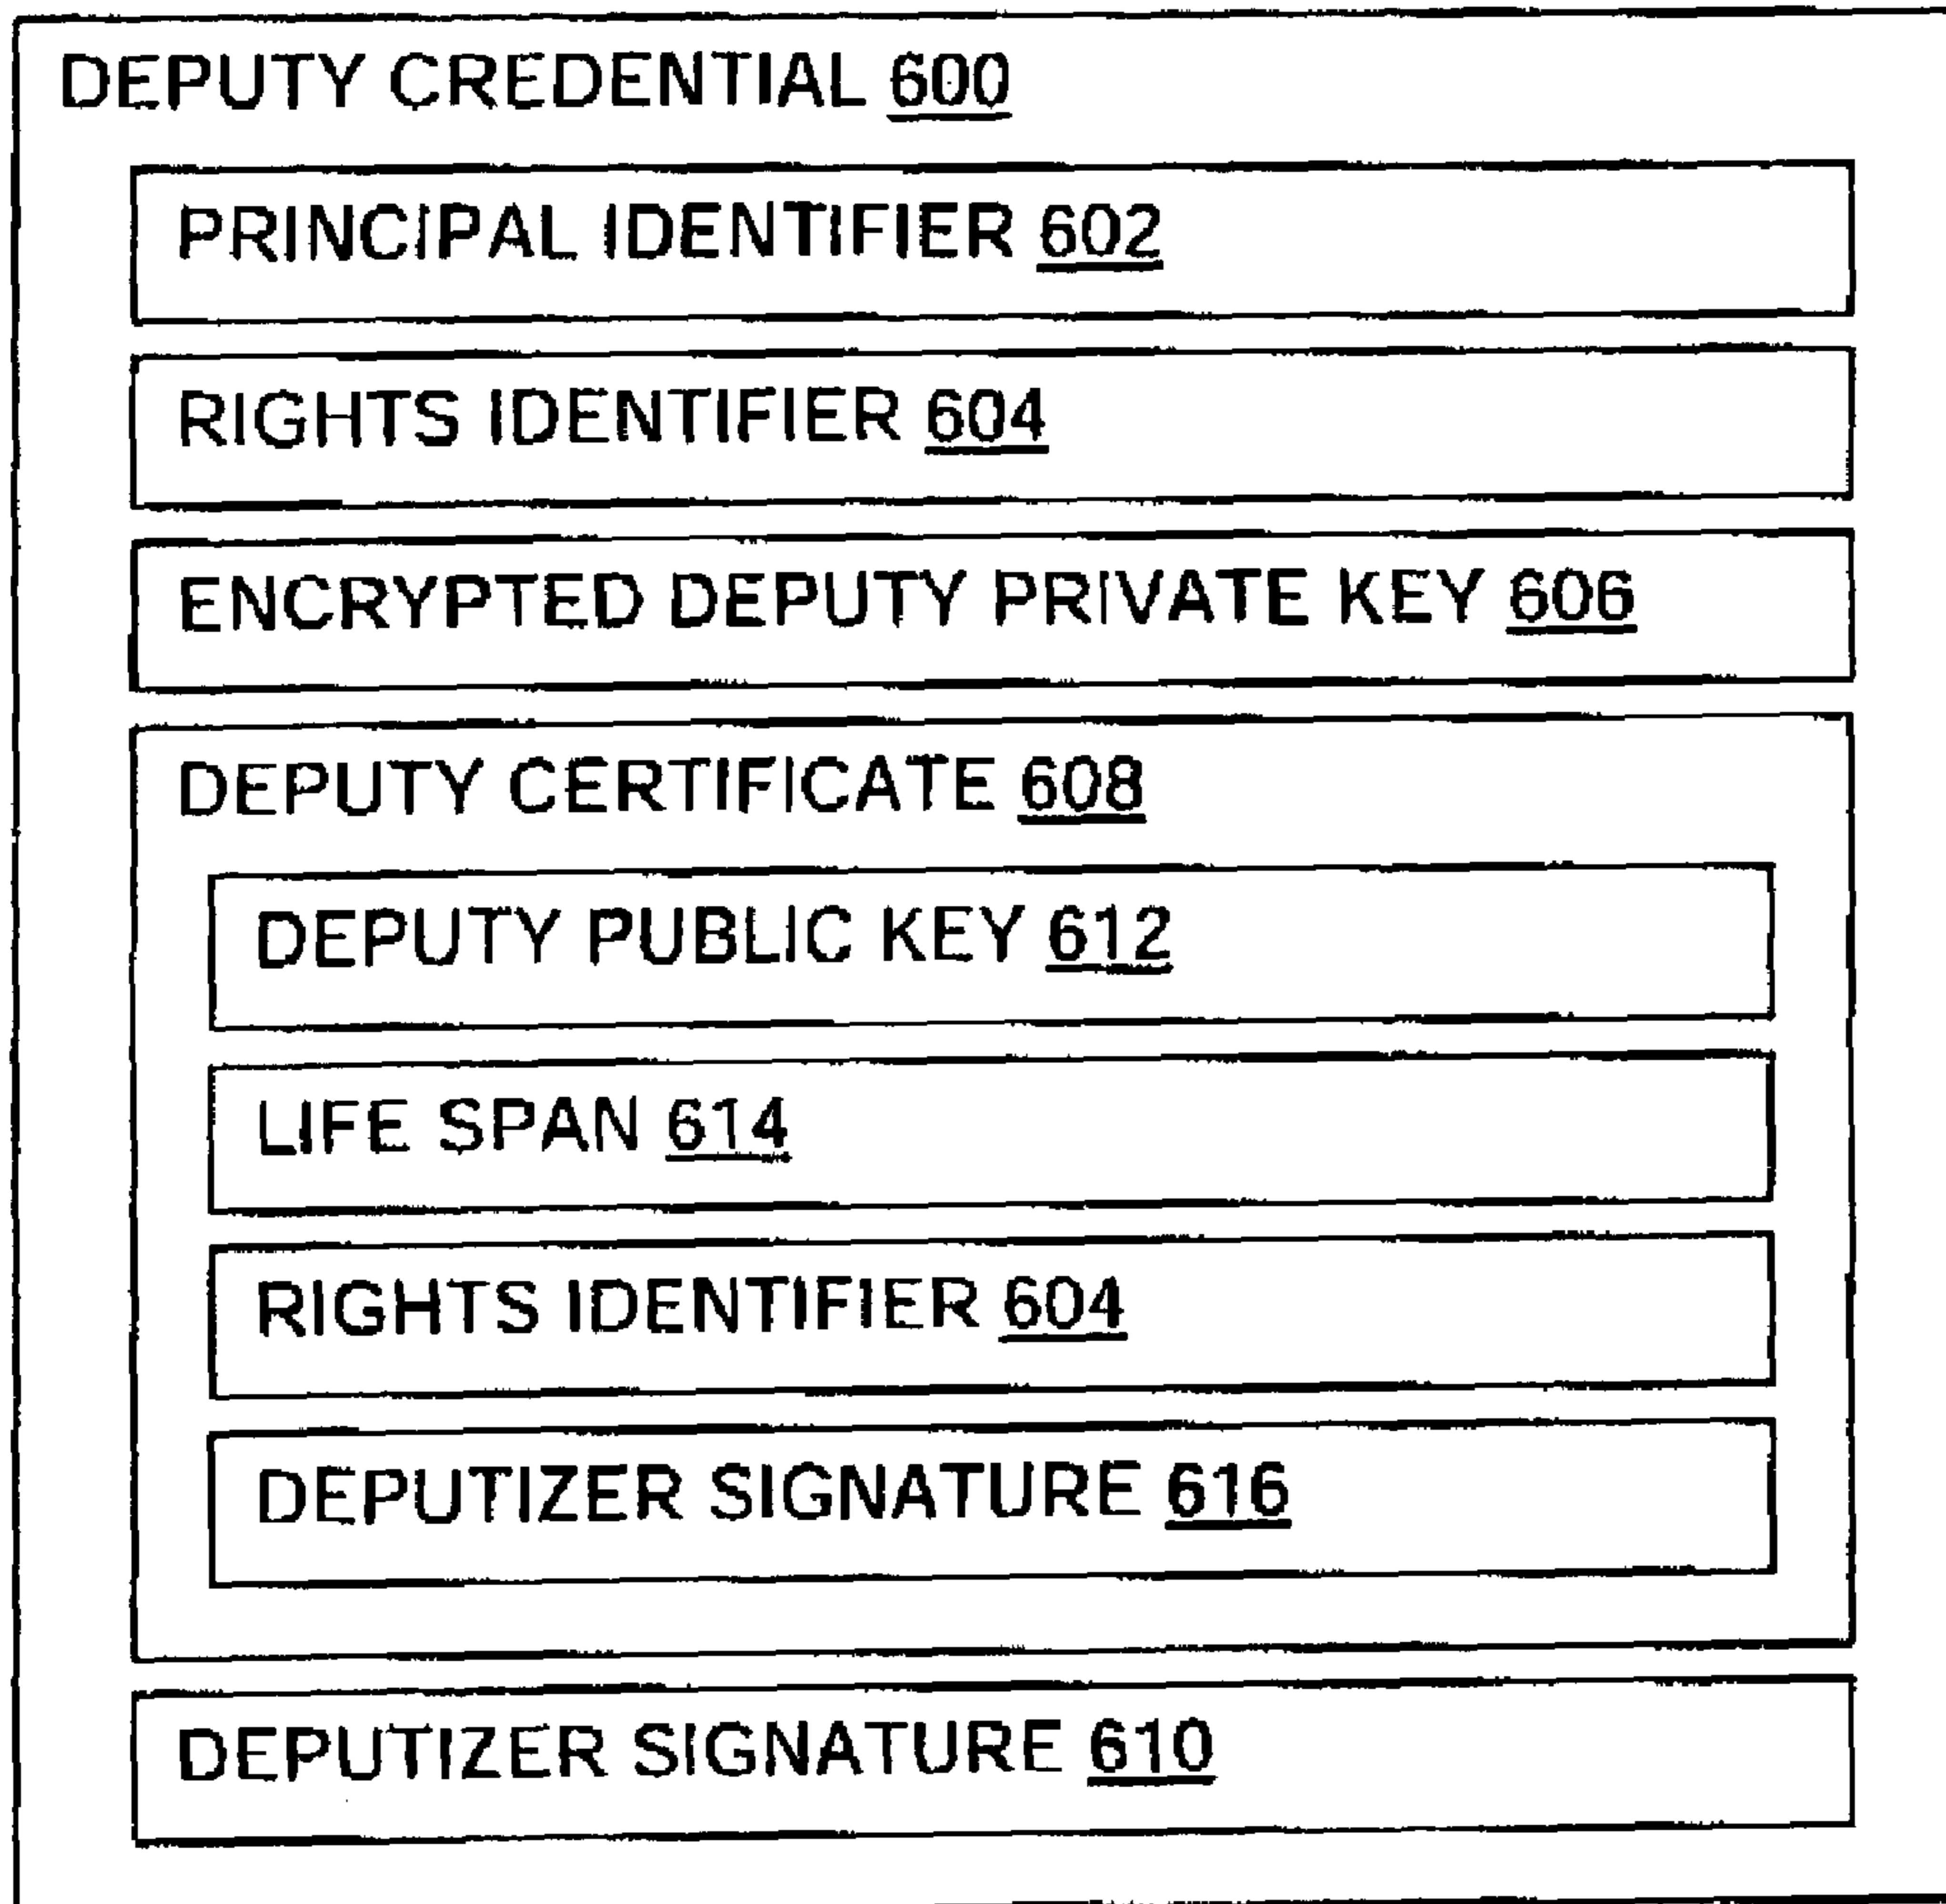 DEPUTY CREDENTIAL 600
PRINCIPAL IDENTIFIER 602
RIGHTS IDENTIFIER 604
ENCRYPTED DEPUTY PRIVATE KEY 606
DEPUTY CERTIFICATE 608
DEPUTY PUBLIC KEY 612
LIFE SPAN 614
RIGHTS IDENTIFIER 604
DEPUTIZER SIGNATURE 616
DEPUTIZER SIGNATURE 610